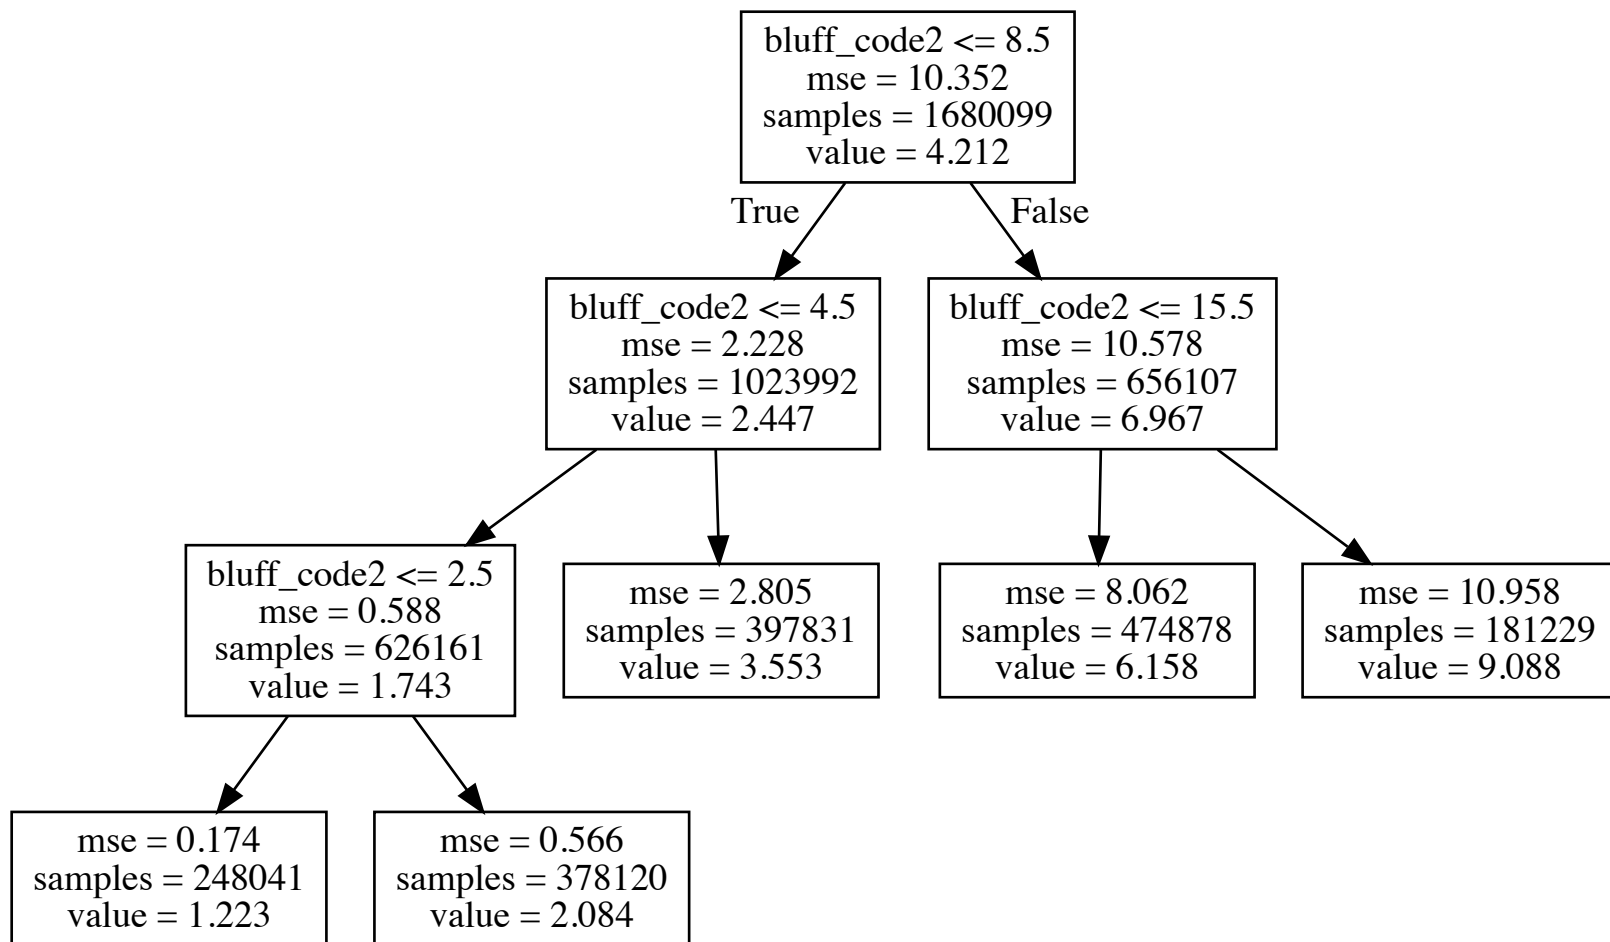 bluff_code2 <= 8.5
mse = 10.352
samples = 1680099
value = 4.212
True
False
bluff_code2 <= 4.5
mse = 2.228
samples = 1023992
value = 2.447
bluff_code2 <= 15.5
mse = 10.578
samples = 656107
value = 6.967
bluff_code2 <= 2.5
mse = 0.588
samples = 626161
value = 1.743
mse = 2.805
samples = 397831
value = 3.553
mse = 8.062
samples = 474878
value = 6.158
mse = 10.958
samples = 181229
value = 9.088
mse = 0.174
samples = 248041
value = 1.223
mse = 0.566
samples = 378120
value = 2.084